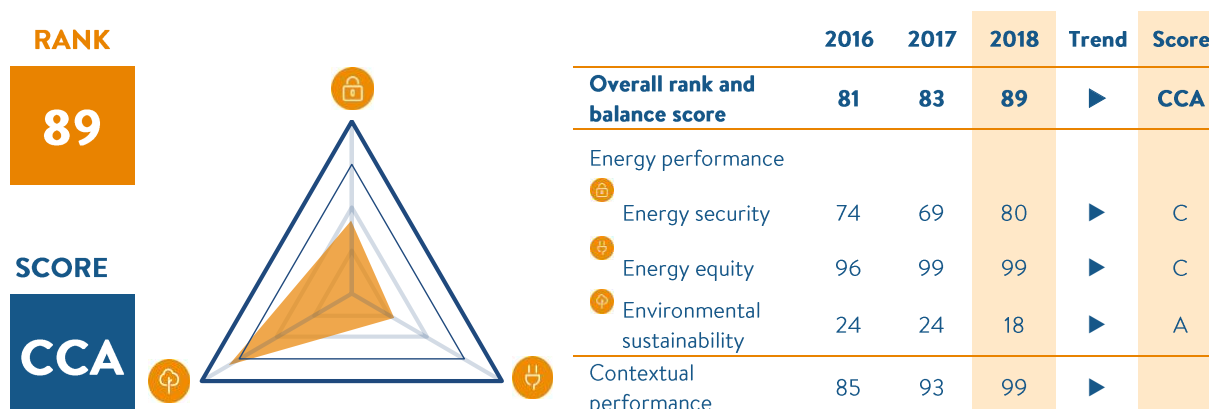 RANK
89
SCORE
CCA
2016 2017 2018 Trend Score
Overall rank and
balance score 81 83 89 CCA
Energy performance
Energy security 74 69 80 C
Energy equity 96 99 99 C
Environmental
sustainability 24 24 18 A
Contextual
performance 85 93 99